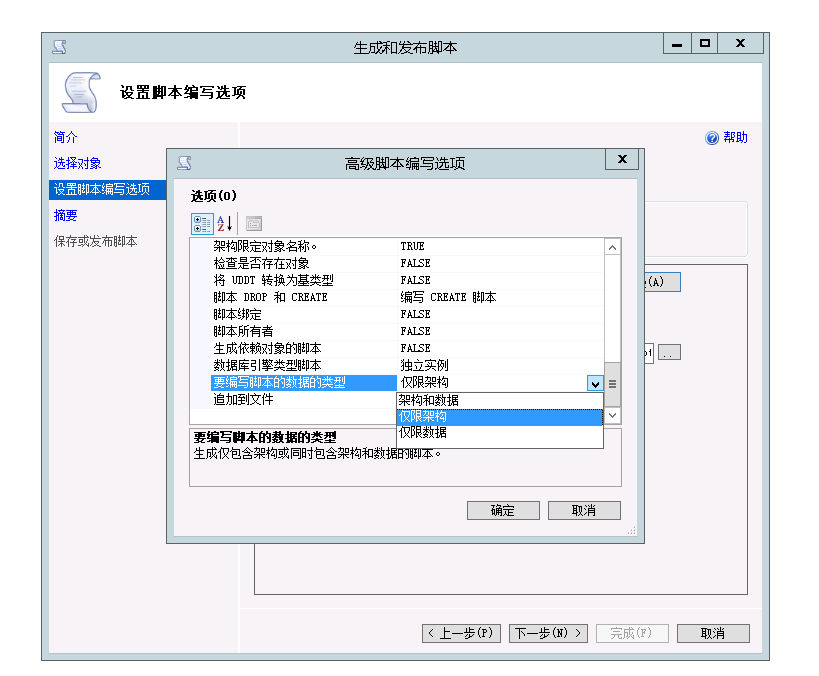 生成和发布脚本
设置脚本编写选项
简介
选择对象
设置脚本编写选项
摘要
保存或发布脚本
帮助
(A)
..
高级脚本编写选项
选项(O)
架构限定对象名称。 TRUE
检查是否存在对象 FALSE
将 UDDT 转换为基类型 FALSE
脚本 DROP 和 CREATE 编写 CREATE 脚本
脚本绑定 FALSE
脚本所有者 FALSE
生成依赖对象的脚本 FALSE
数据库引擎类型脚本 独立实例
要编写脚本的数据的类型 仅限架构
追加到文件
架构和数据
仅限架构
仅限数据
要编写脚本的数据的类型
生成仅包含架构或同时包含架构和数据的脚本。
确定 取消
< 上一步(P) 下一步(N) > 完成(F) 取消